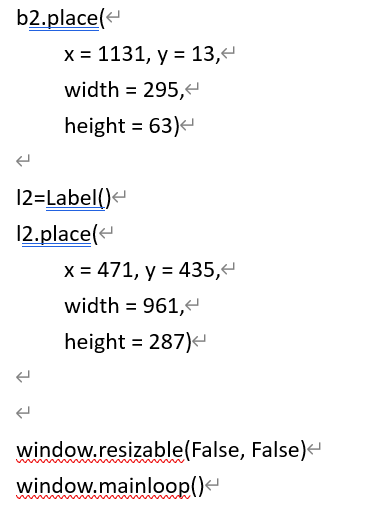 b2.place(
x = 1131, y = 13,
width = 295,
height = 63)
l2=Label()
l2.place(
x = 471, y = 435,
width = 961,
height = 287)
window.resizable(False, False)
window.mainloop()